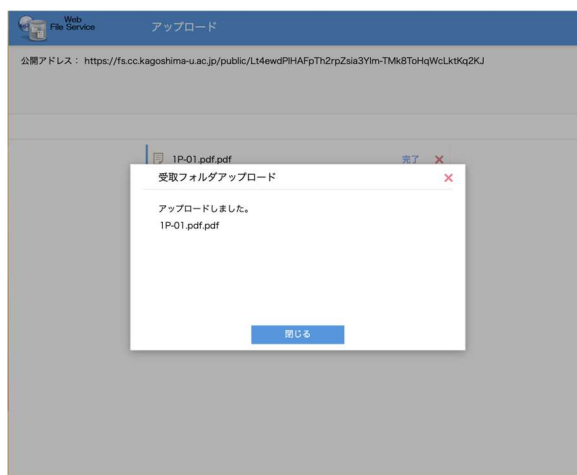 Web
File Service
アップロード
公開アドレス： https://fs.cc.kagoshima-u.ac.jp/public/Lt4ewdPlHAFpTh2rpZsia3Ylm-TMk8ToHqWcLktKq2KJ
1P-01.pdf.pdf 完了
受取フォルダアップロード
アップロードしました。
1P-01.pdf.pdf
閉じる